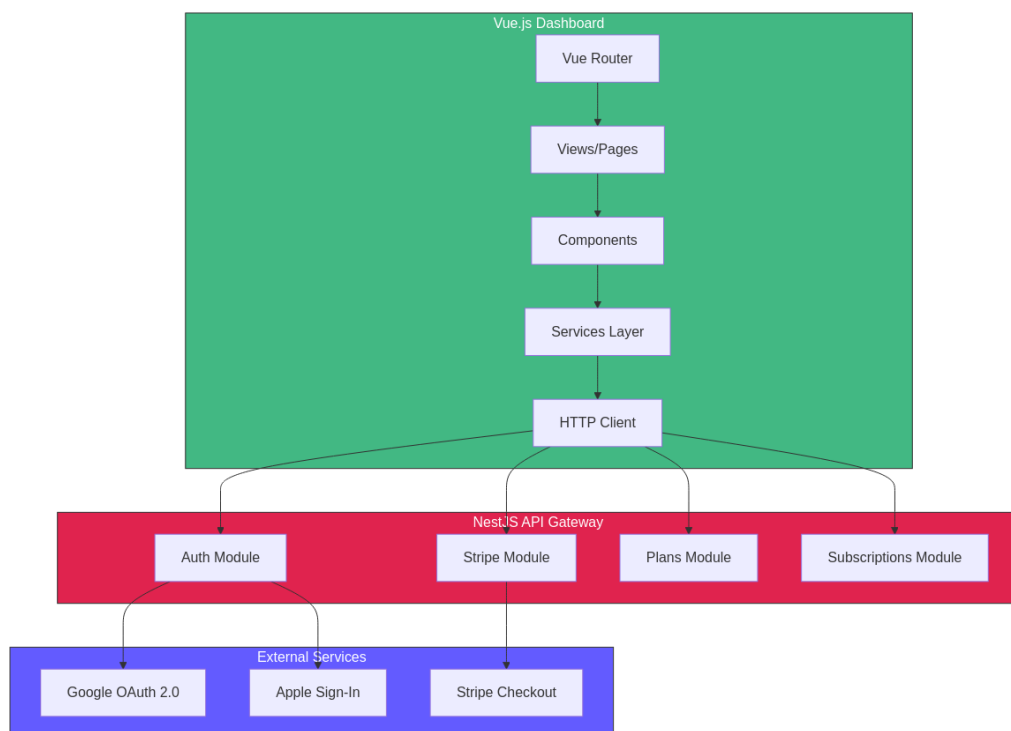 Vue.js Dashboard
Vue Router
Views/Pages
Components
Services Layer
HTTP Client
NestJS API Gateway
Auth Module
Stripe Module
Plans Module
Subscriptions Module
External Services
Google OAuth 2.0
Apple Sign-In
Stripe Checkout